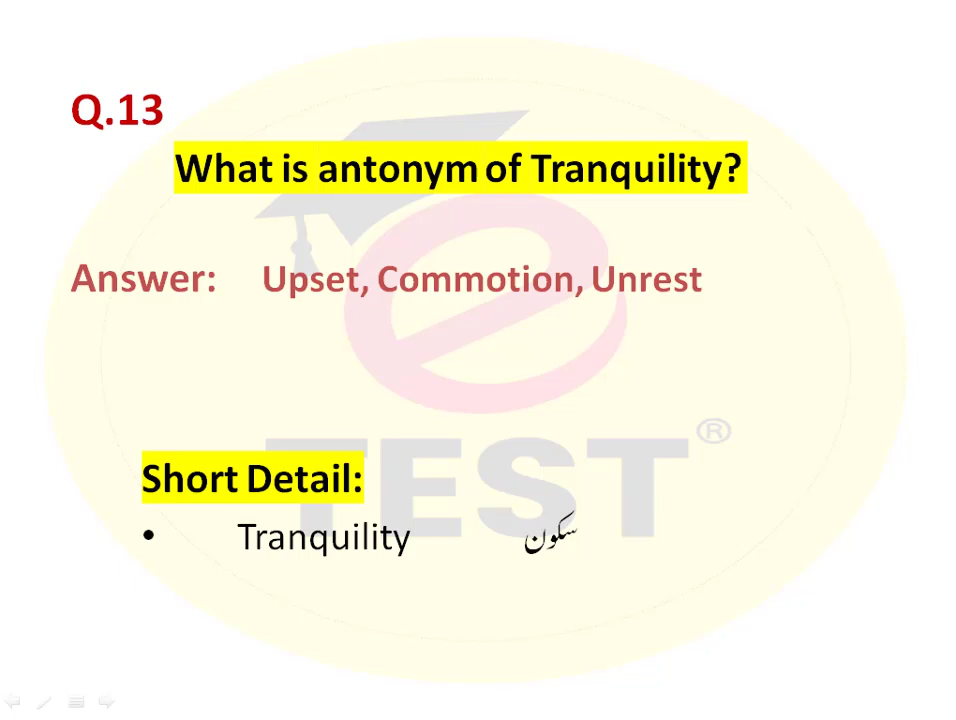 Q.13
What is antonym of Tranquility?
Answer: Upset, Commotion, Unrest
e
TEST®
Short Detail:
• Tranquility سکون